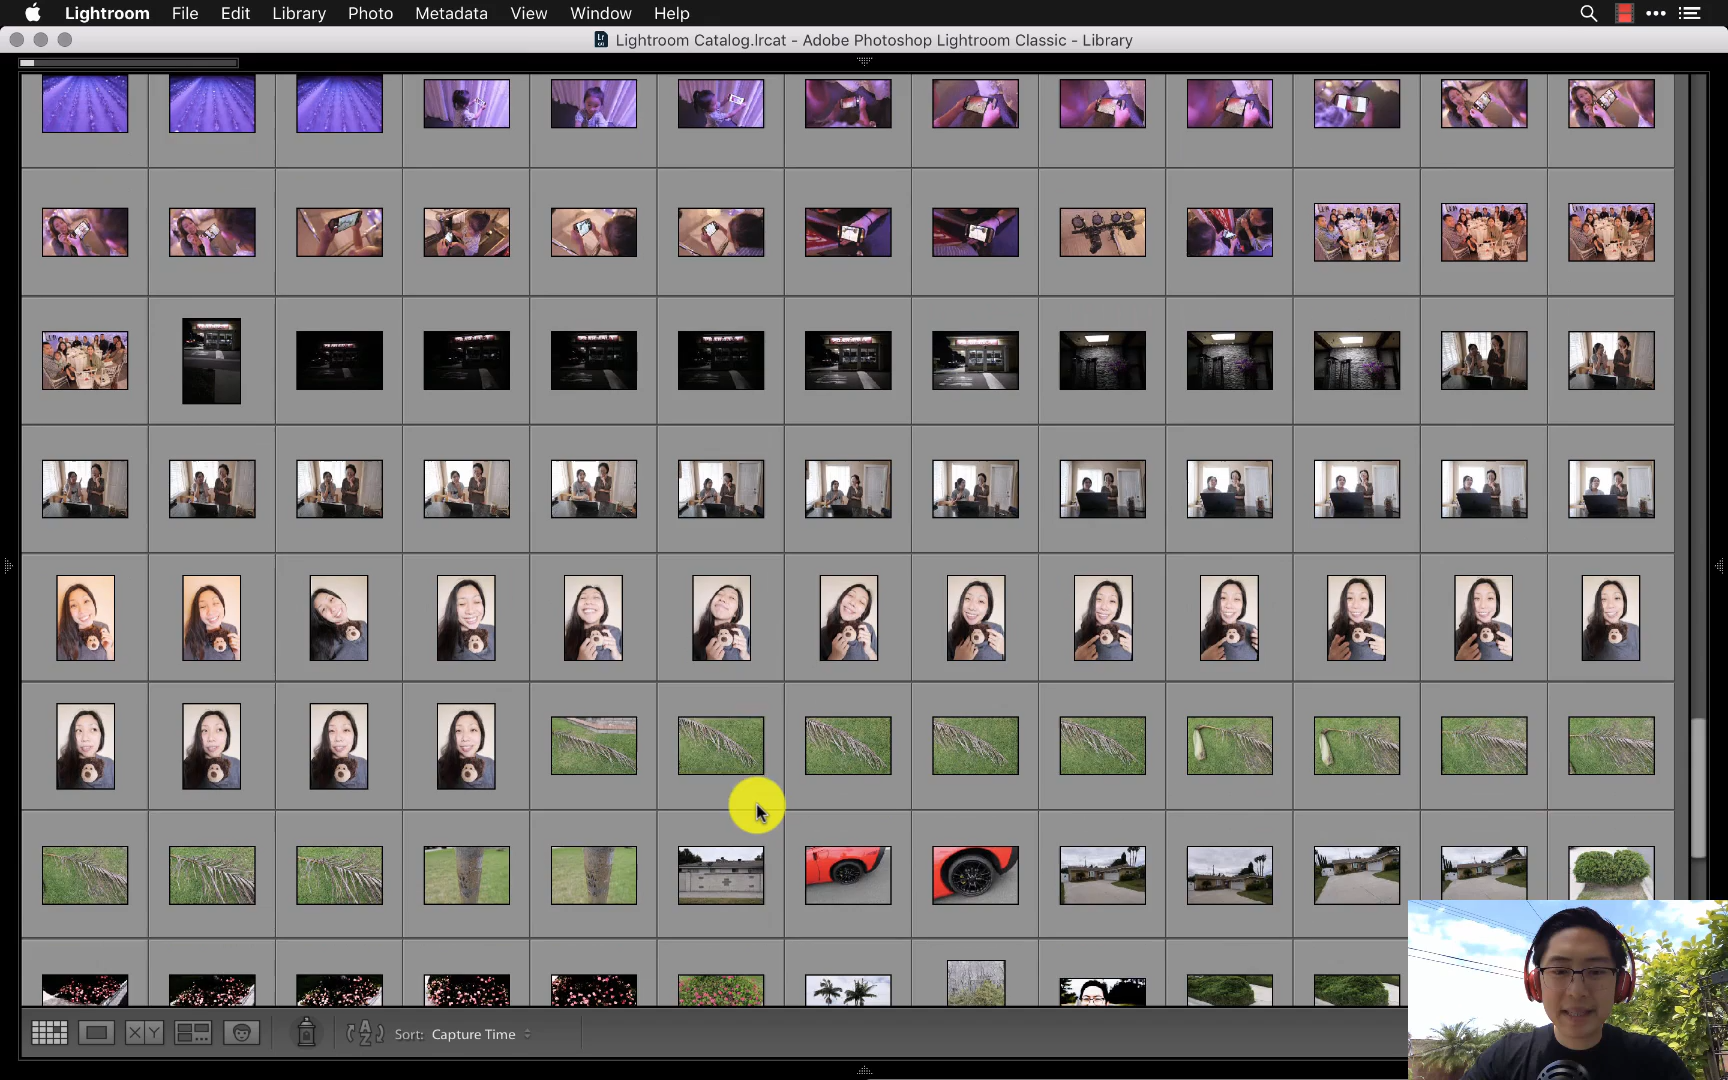 Lightroom File Edit Library Photo Metadata View Window Help
Lightroom Catalog.lrcat - Adobe Photoshop Lightroom Classic - Library
X Y
A Z
Sort: Capture Time